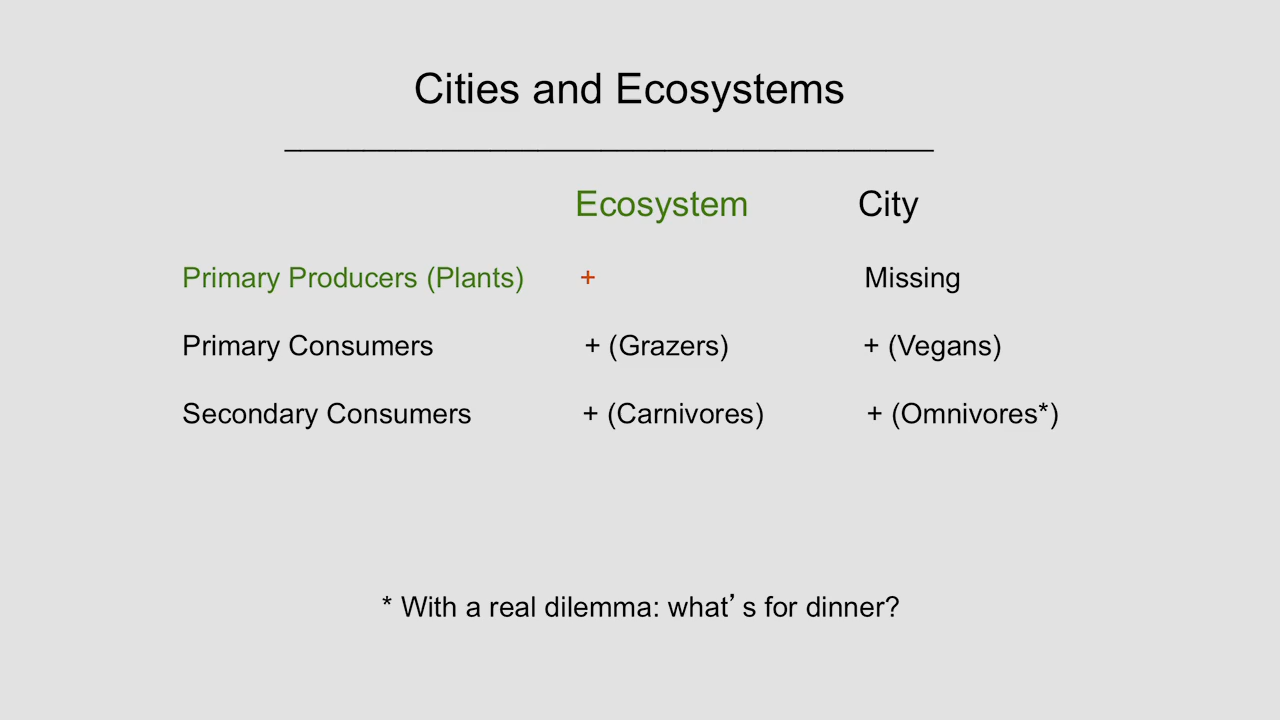 Cities and Ecosystems
Ecosystem City
Primary Producers (Plants) + Missing
Primary Consumers + (Grazers) + (Vegans)
Secondary Consumers + (Carnivores) + (Omnivores*)
* With a real dilemma: what’s for dinner?